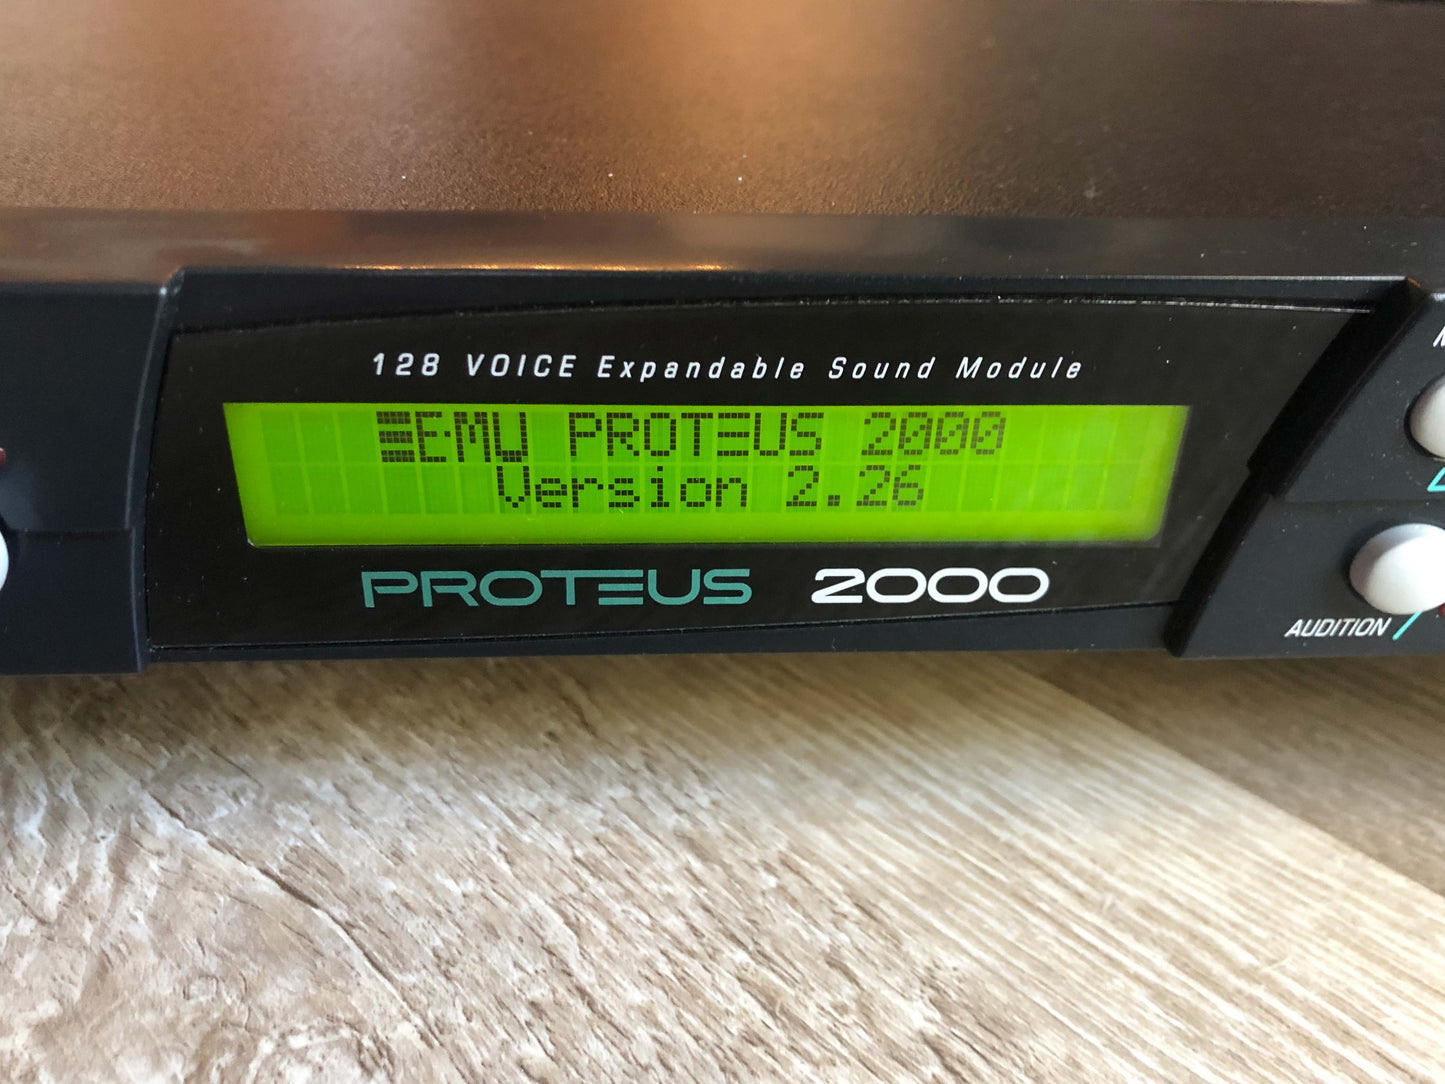 128 VOICE Expandable Sound Module
EMU PROTEUS 2000
Version 2.26
PROTEUS 2000
AUDITION